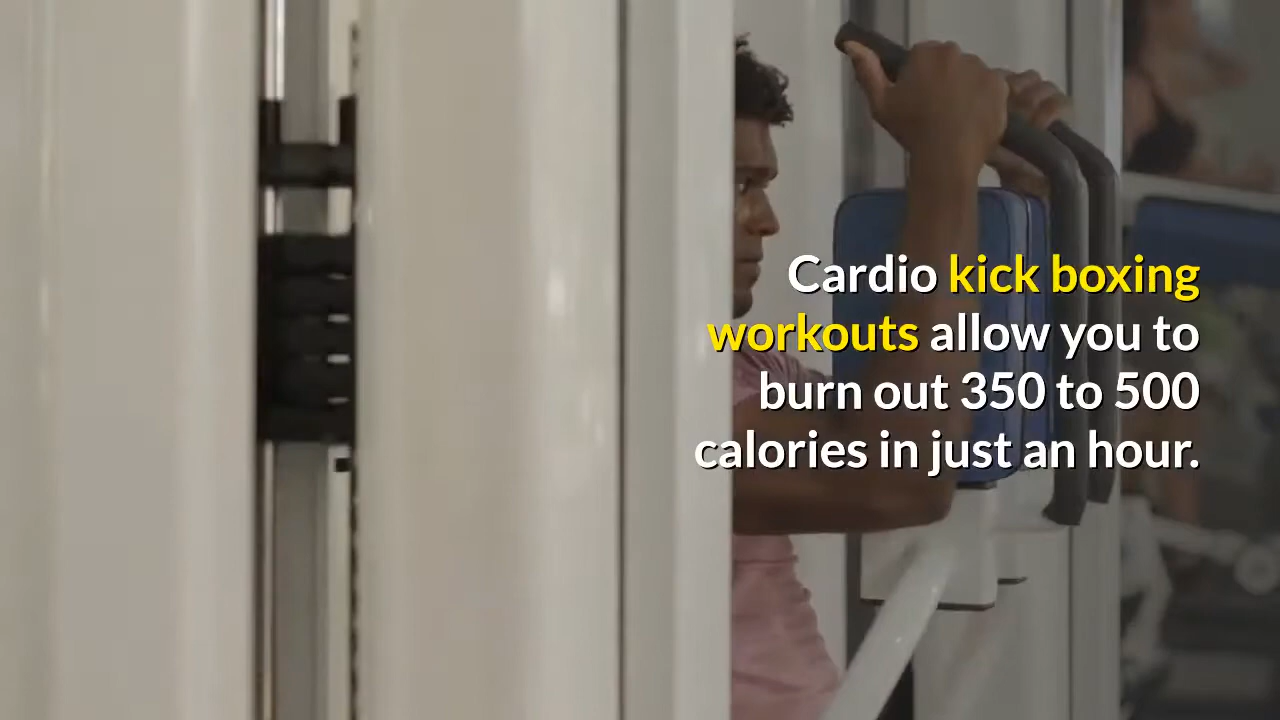 Cardio kick boxing
workouts allow you to
burn out 350 to 500
calories in just an hour.